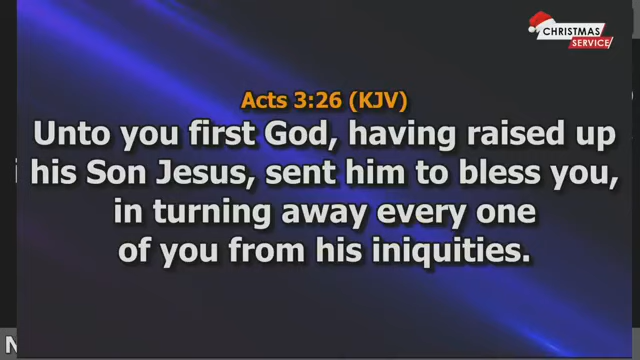 CHRISTMAS
SERVICE
Acts 3:26 (KJV)
Unto you first God, having raised up
his Son Jesus, sent him to bless you,
in turning away every one
of you from his iniquities.
N